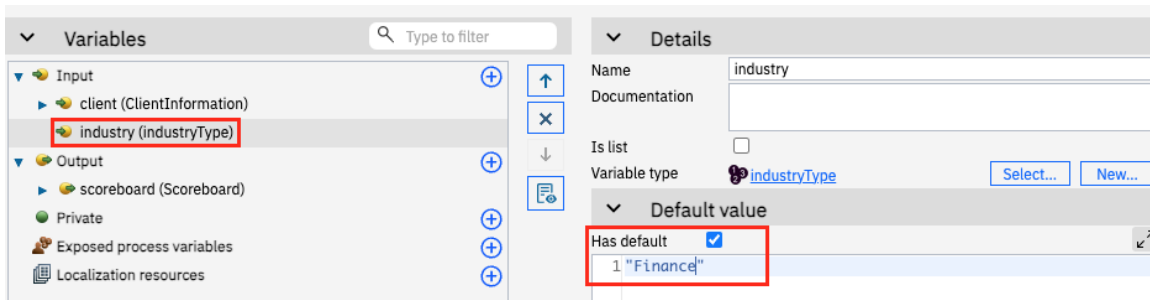 Variables
Type to filter
Input
client (ClientInformation)
industry (industryType)
Output
scoreboard (Scoreboard)
Private
Exposed process variables
Localization resources
Details
Name industry
Documentation
Is list
Variable type industryType Select... New...
Default value
Has default
1 "Finance"